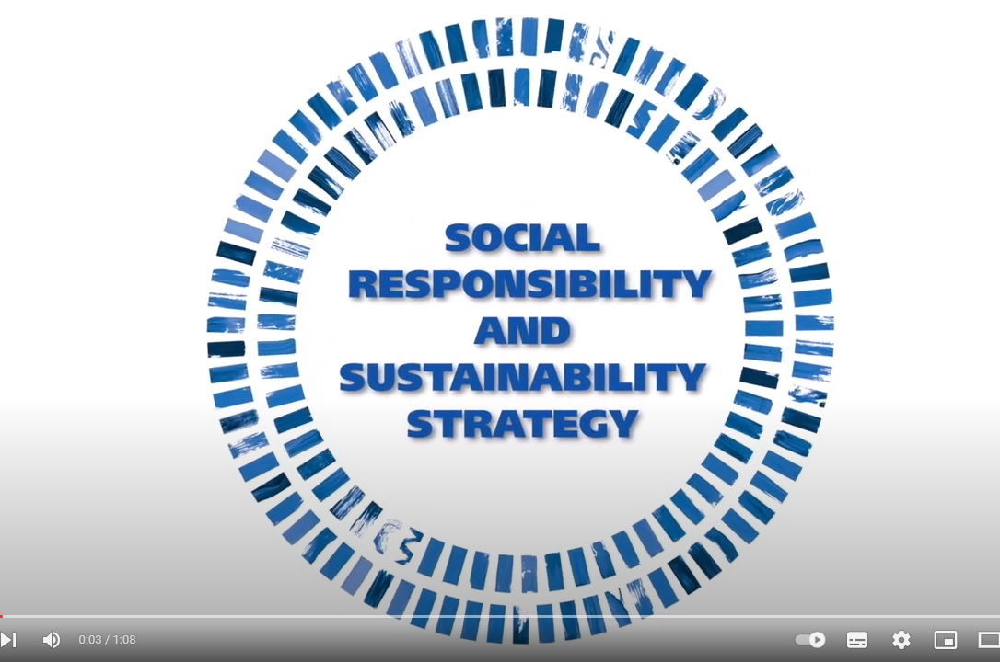 SOCIAL
RESPONSIBILITY
AND
SUSTAINABILITY
STRATEGY
0:03 / 1:08